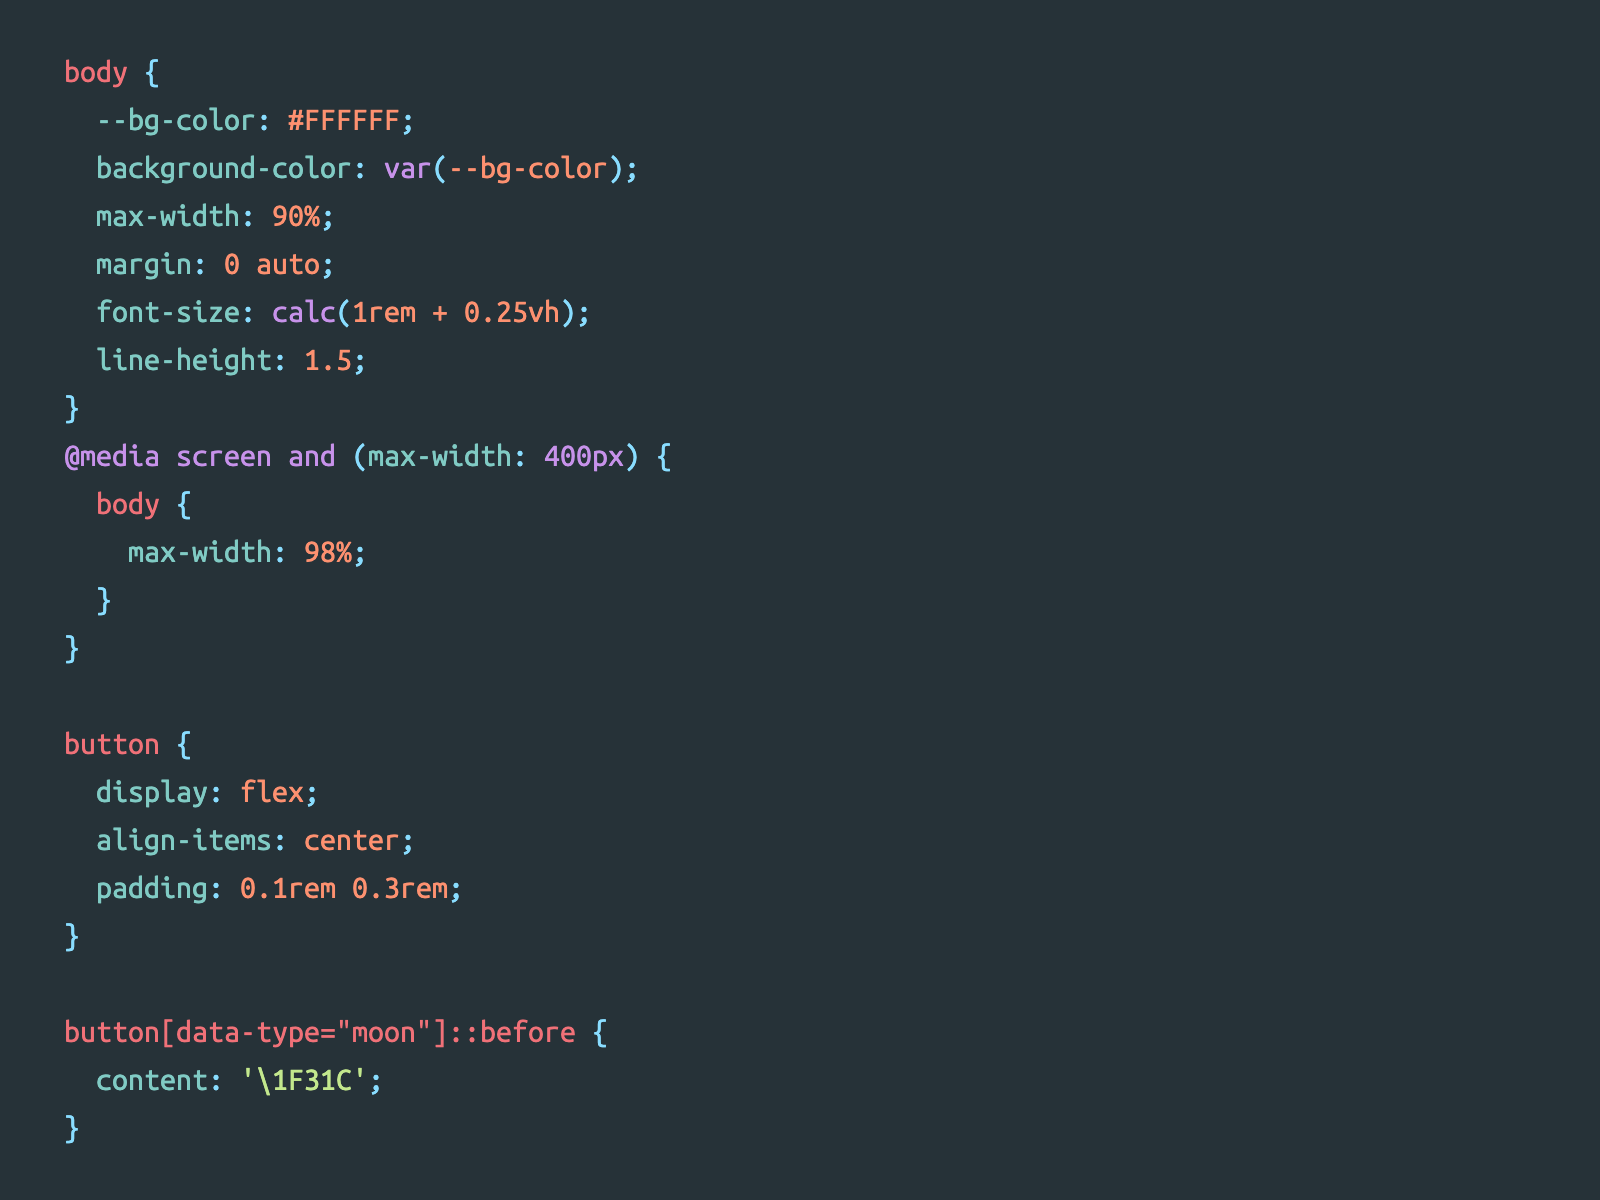 body {
  --bg-color: #FFFFFF;
  background-color: var(--bg-color);
  max-width: 90%;
  margin: 0 auto;
  font-size: calc(1rem + 0.25vh);
  line-height: 1.5;
}
@media screen and (max-width: 400px) {
  body {
    max-width: 98%;
  }
}

button {
  display: flex;
  align-items: center;
  padding: 0.1rem 0.3rem;
}

button[data-type="moon"]::before {
  content: '\1F31C';
}